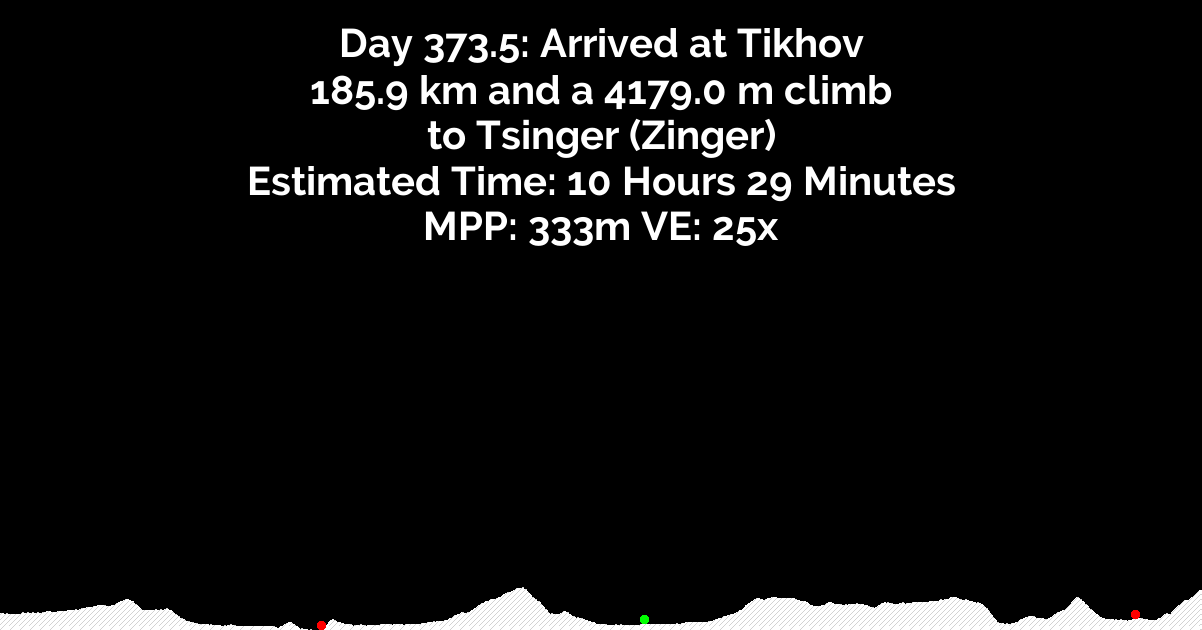 Day 373.5: Arrived at Tikhov
185.9 km and a 4179.0 m climb
to Tsinger (Zinger)
Estimated Time: 10 Hours 29 Minutes
MPP: 333m VE: 25x